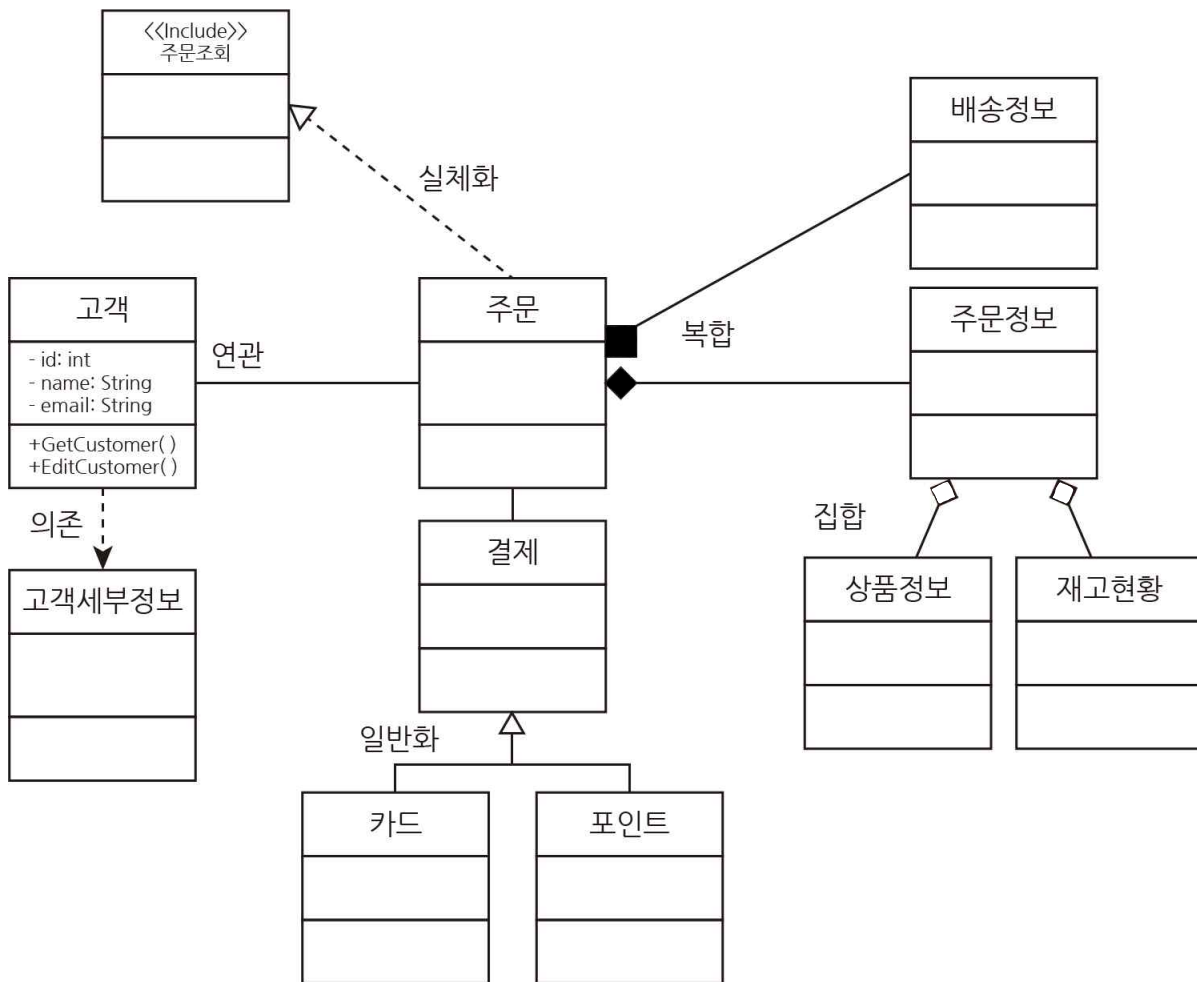 <<Include>>
주문조회
실체화
배송정보
고객
- id: int
- name: String
- email: String
+GetCustomer( )
+EditCustomer( )
연관
주문
복합
주문정보
의존
고객세부정보
결제
집합
상품정보
재고현황
일반화
카드
포인트